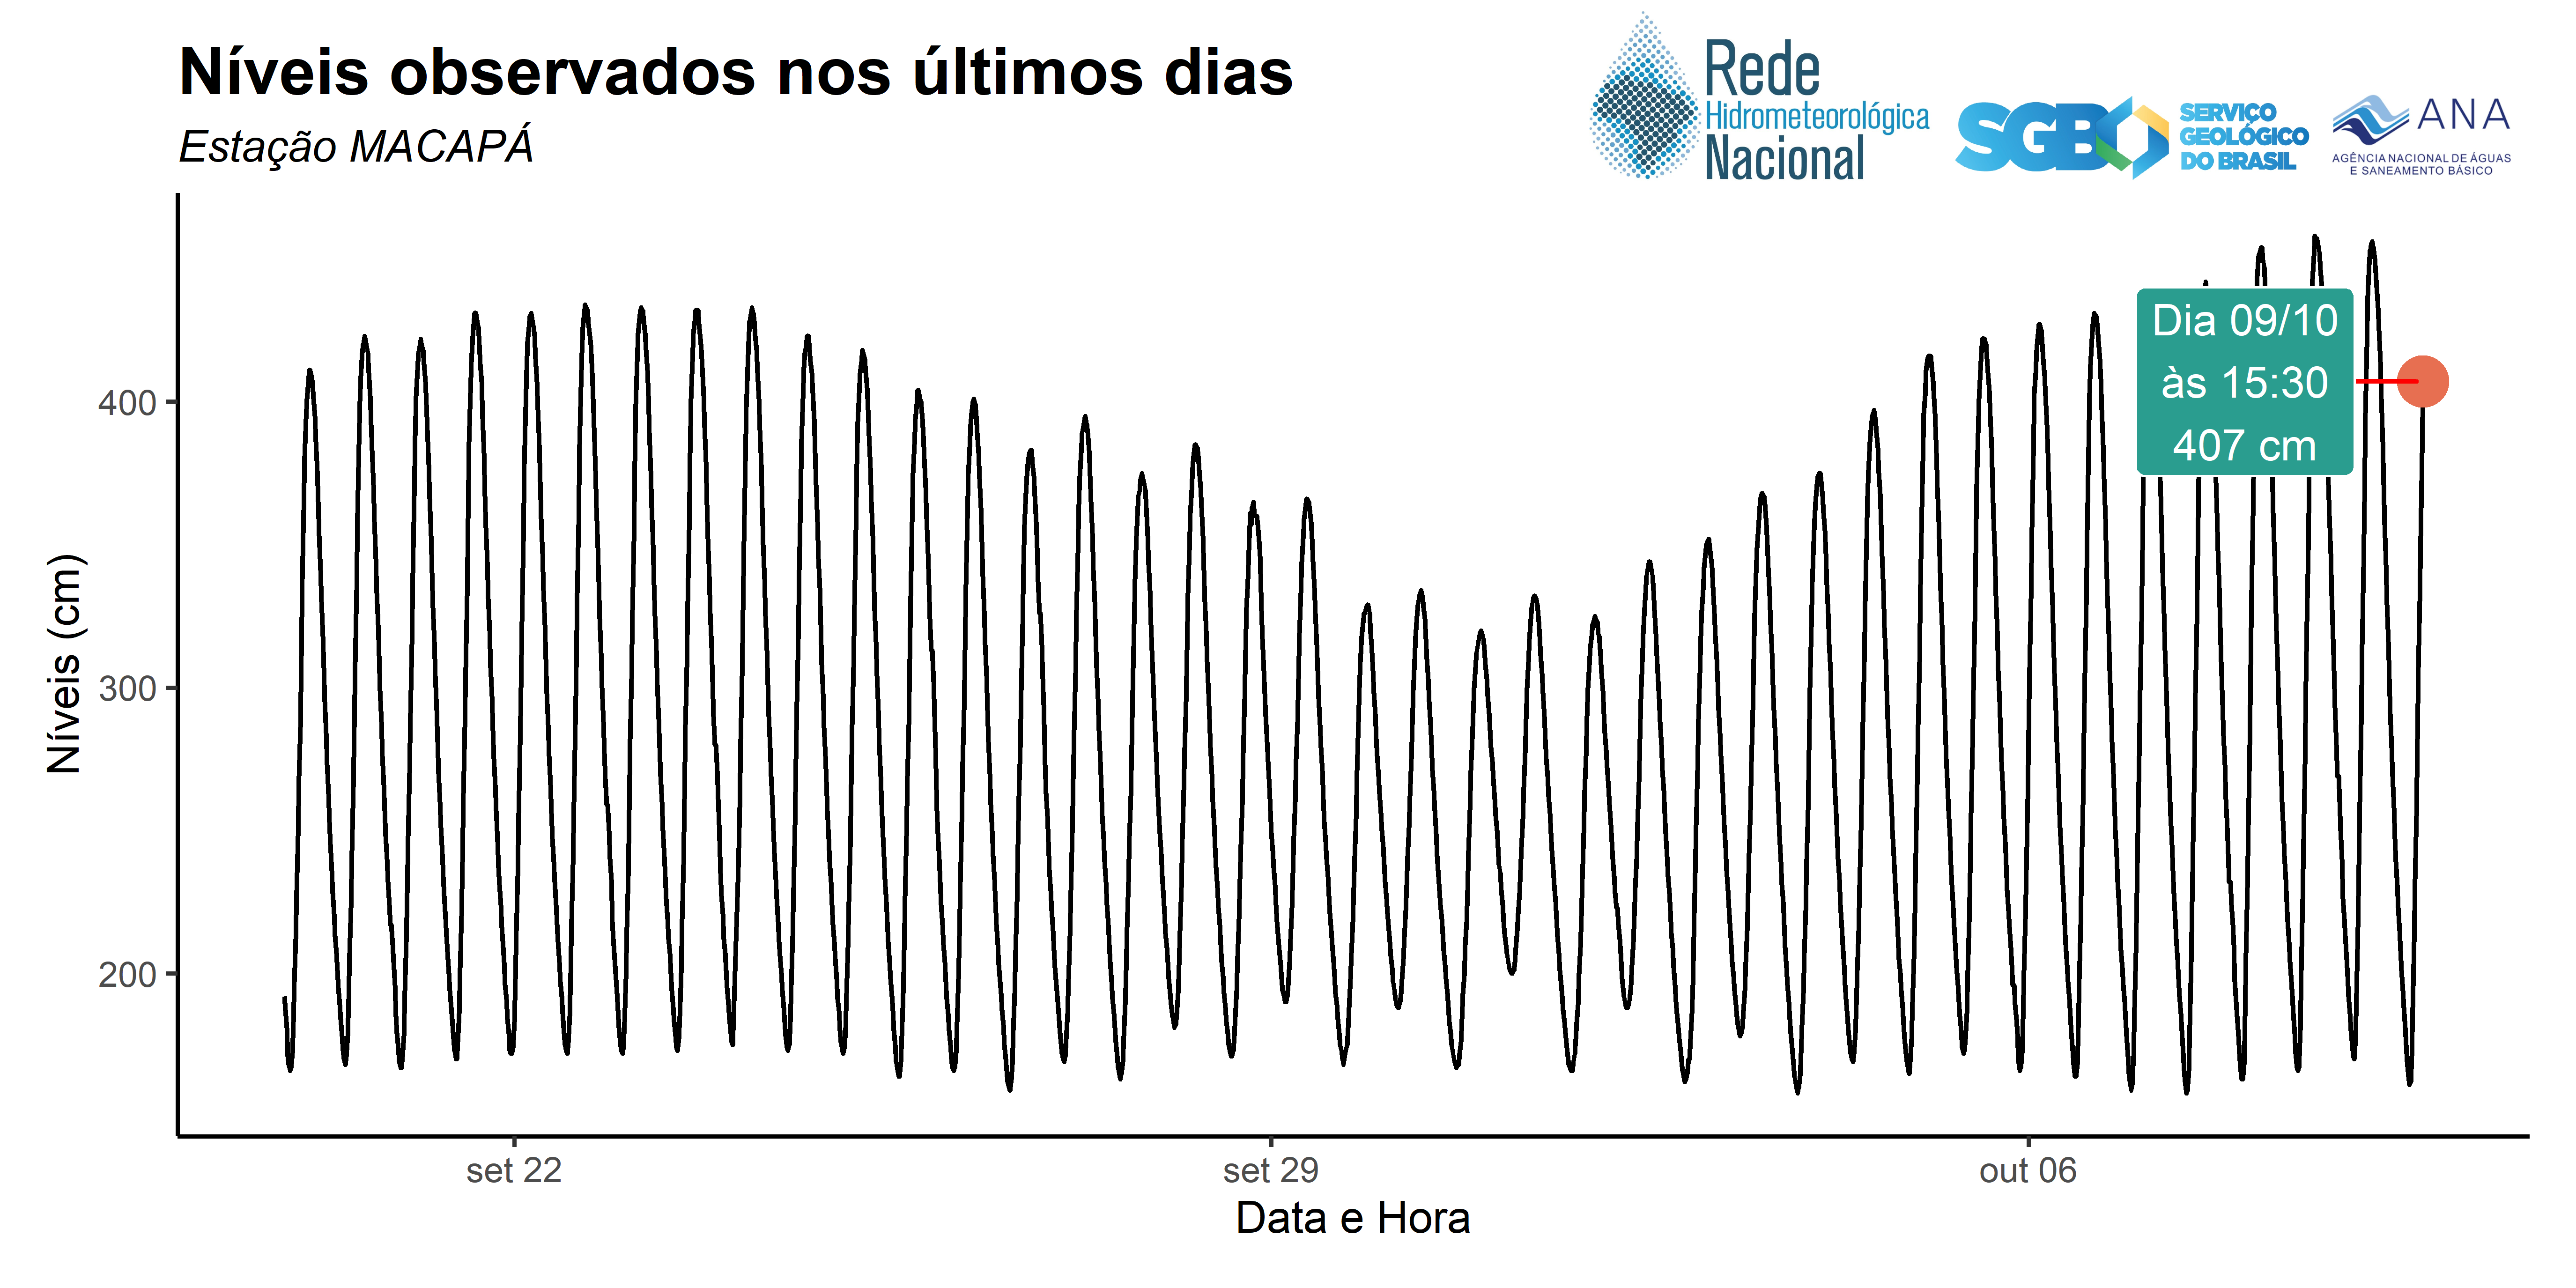 Níveis observados nos últimos dias
Estação MACAPÁ
Rede
Hidrometeorológica
Nacional
SGB
SERVIÇO
GEOLÓGICO
DO BRASIL
ANA
AGÊNCIA NACIONAL DE ÁGUAS
E SANEAMENTO BÁSICO
Dia 09/10
às 15:30
407 cm
Níveis (cm)
400
300
200
set 22
set 29
out 06
Data e Hora